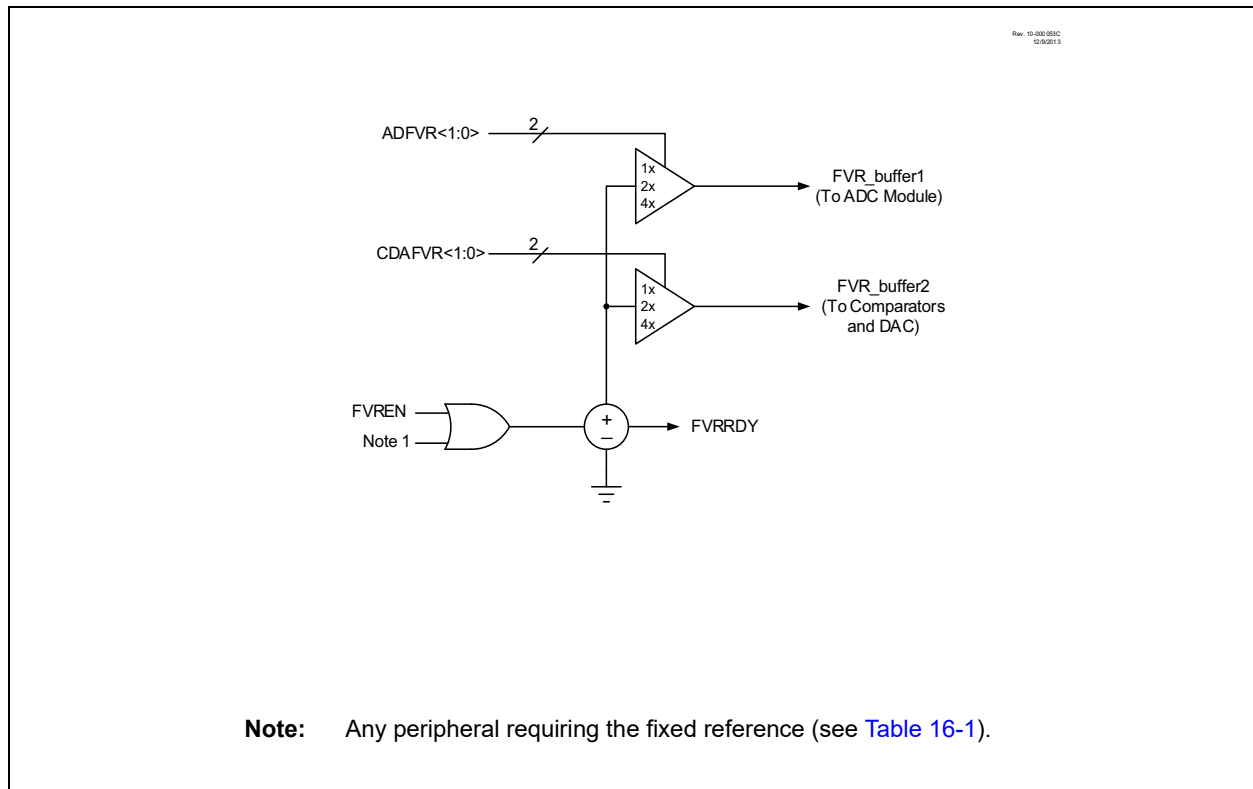 Rev. 10-000 053C
12/9/201 3
ADFVR<1:0>
2
1x
2x
4x
FVR_buffer1
(To ADC Module)
CDAFVR<1:0>
2
1x
2x
4x
FVR_buffer2
(To Comparators
and DAC)
FVREN
Note 1
+
_
FVRRDY
Note: Any peripheral requiring the fixed reference (see Table 16-1).